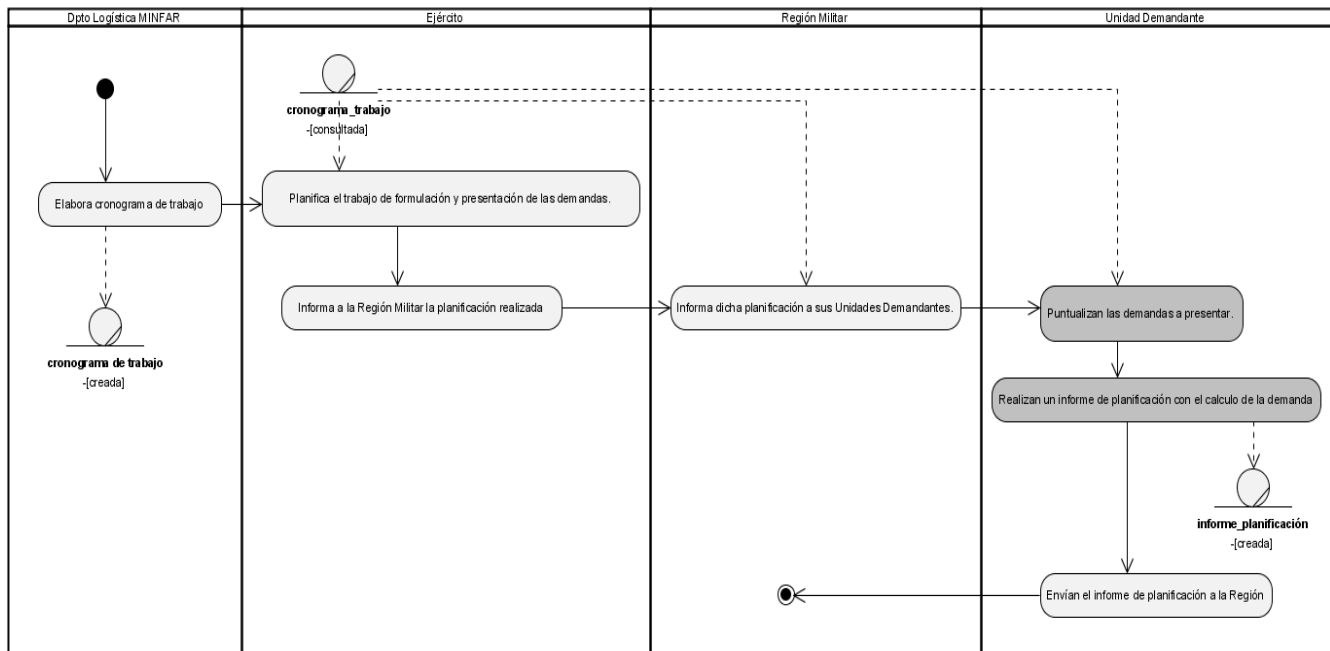 Dpto Logística MINFAR
Ejército
Región Militar
Unidad Demandante
cronograma_trabajo
-[consultada]
Elabora cronograma de trabajo
Planifica el trabajo de formulación y presentación de las demandas.
Informa a la Región Militar la planificación realizada
Informa dicha planificación a sus Unidades Demandantes.
Puntualizan las demandas a presentar.
cronograma de trabajo
-[creada]
Realizan un informe de planificación con el calculo de la demanda
informe_planificación
-[creada]
Envían el informe de planificación a la Región